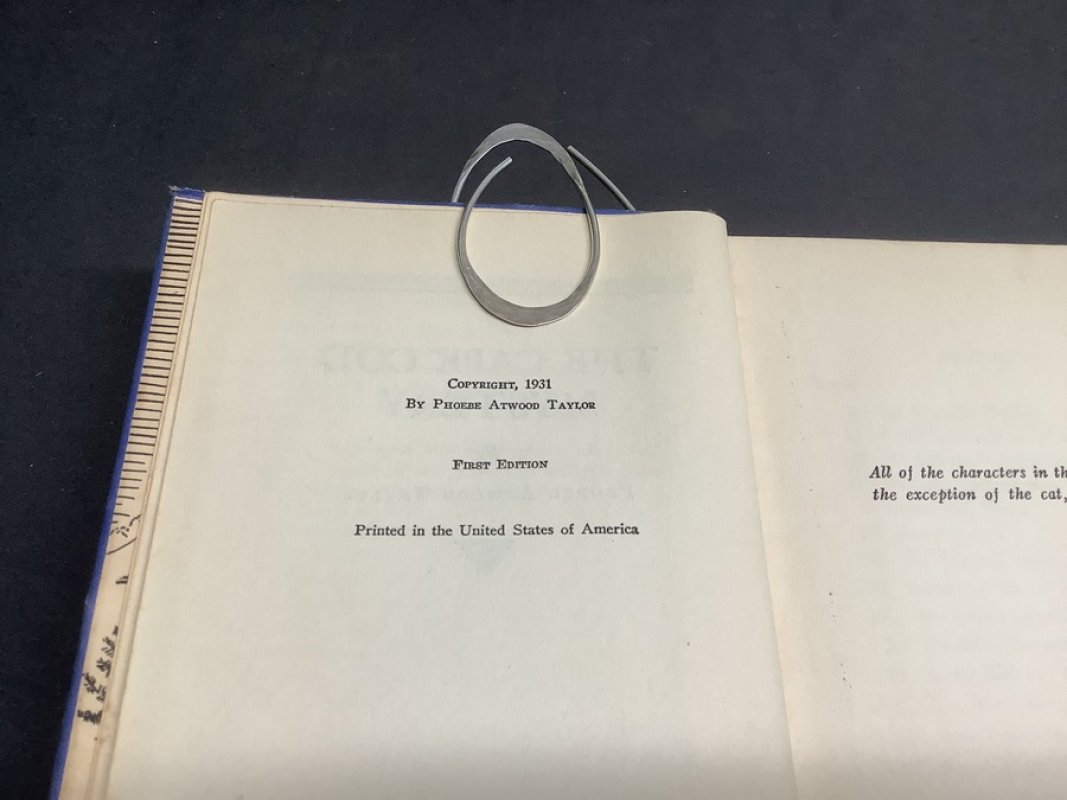 Copyright, 1931
By Phoebe Atwood Taylor
First Edition
Printed in the United States of America
All of the characters in th
the exception of the cat,